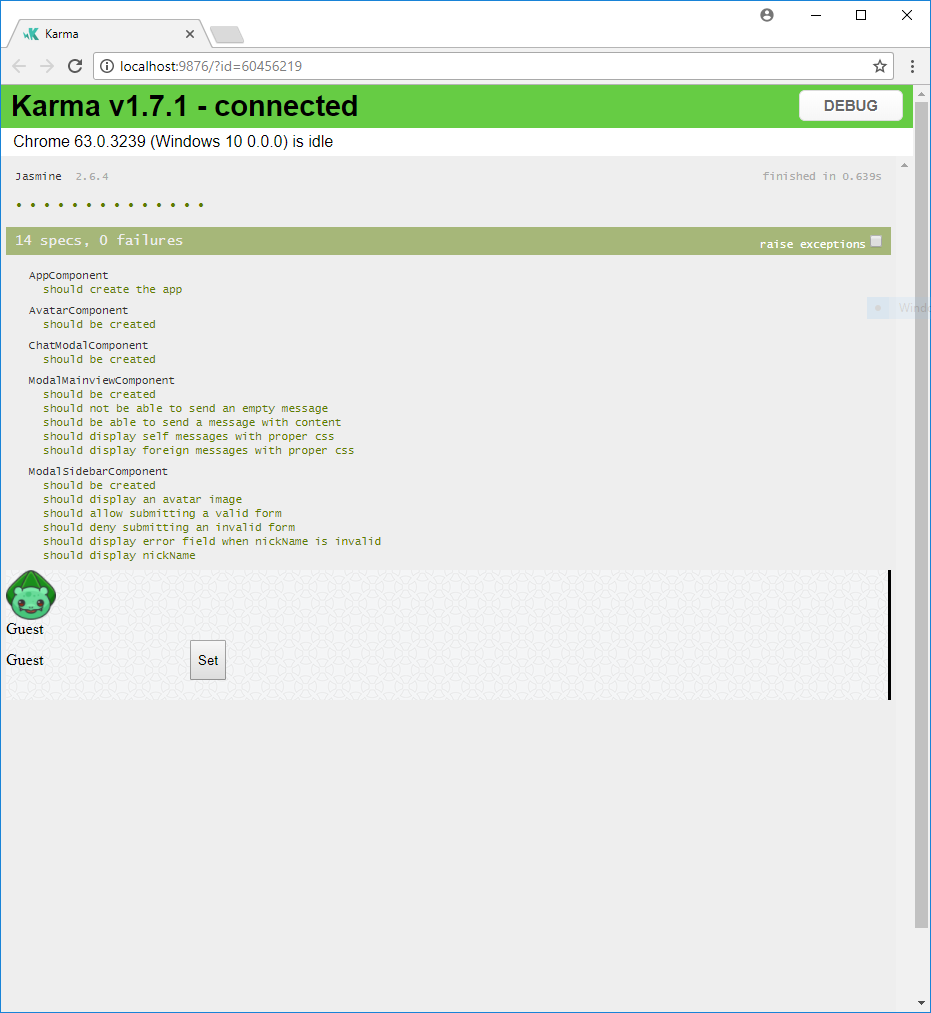 Karma
localhost:9876/?id=60456219
Karma v1.7.1 - connected
DEBUG
Chrome 63.0.3239 (Windows 10 0.0.0) is idle
Jasmine 2.6.4
finished in 0.639s
14 specs, 0 failures
raise exceptions
AppComponent
should create the app
AvatarComponent
should be created
ChatModalComponent
should be created
ModalMainviewComponent
should be created
should not be able to send an empty message
should be able to send a message with content
should display self messages with proper css
should display foreign messages with proper css
ModalSidebarComponent
should be created
should display an avatar image
should allow submitting a valid form
should deny submitting an invalid form
should display error field when nickName is invalid
should display nickName
Guest
Guest
Set